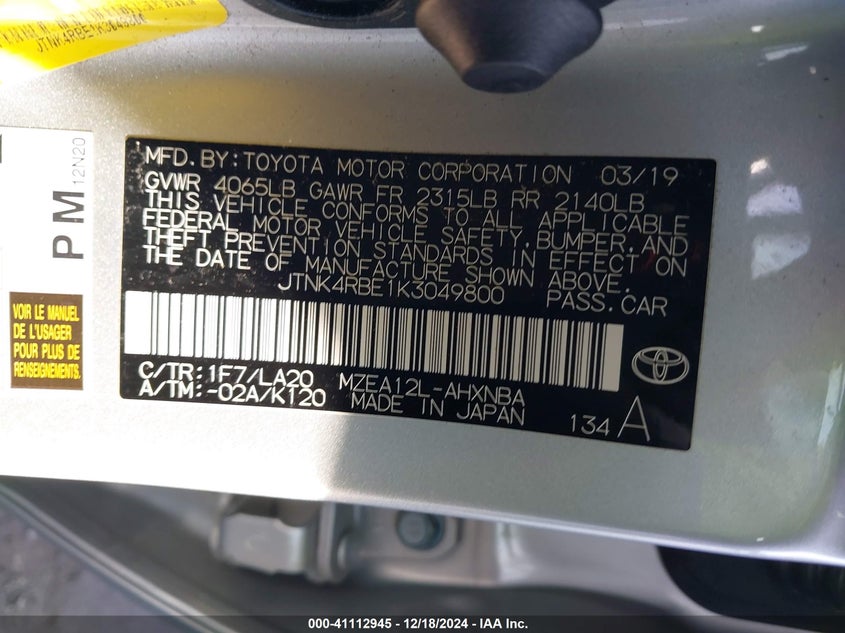 JTNK4RBE1K3049800
PM
12N20
VOIR LE MANUEL
DE L'USAGER
POUR PLUS DE
RENSEIGNEMENTS.
MFD. BY: TOYOTA MOTOR CORPORATION 03/19
GVWR 4065LB GAWR FR 2315LB RR 2140LB
THIS VEHICLE CONFORMS TO ALL APPLICABLE
FEDERAL MOTOR VEHICLE SAFETY, BUMPER, AND
THEFT PREVENTION STANDARDS IN EFFECT ON
THE DATE OF MANUFACTURE SHOWN ABOVE.
JTNK4RBE1K3049800 PASS. CAR
C/TR: 1F7/LA20 MZEA12L-AHXNBA
A/TM: -02A/K120 MADE IN JAPAN
134 A
000-41112945 - 12/18/2024 - IAA Inc.